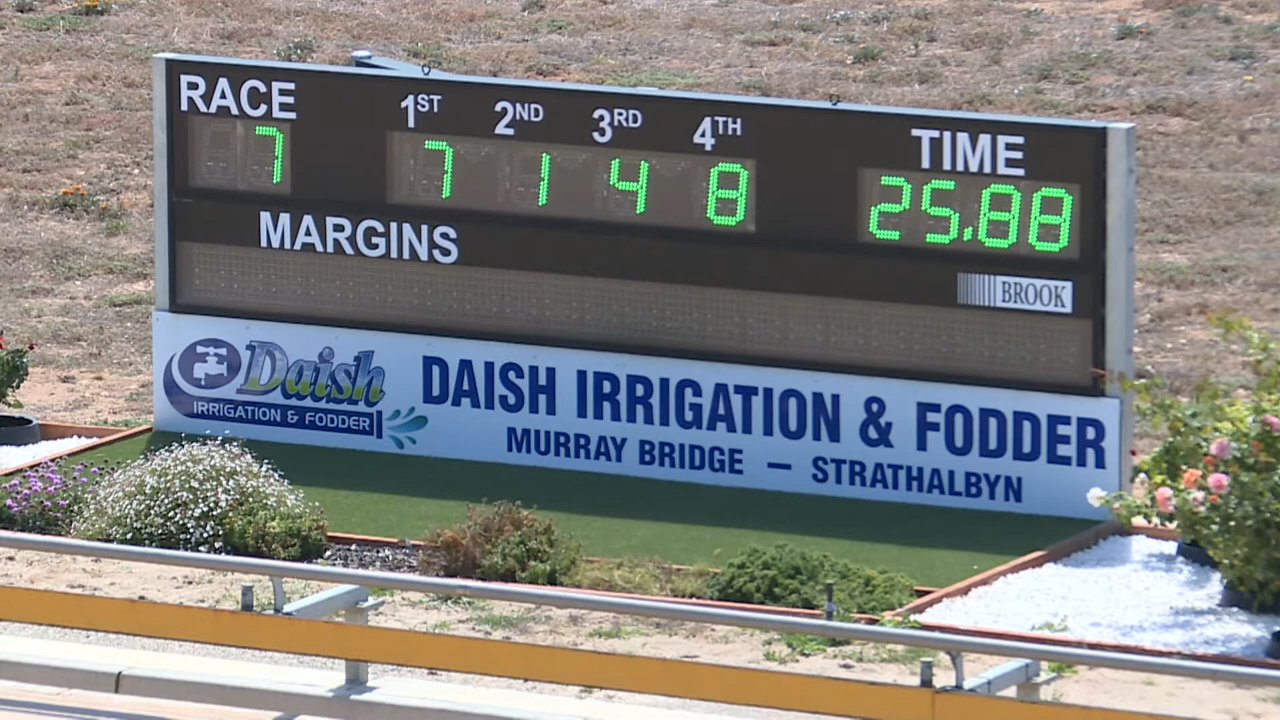 RACE 1ST 2ND 3RD 4TH TIME
7 7 1 4 8 25.88
MARGINS
BROOK
Daish
IRRIGATION & FODDER
DAISH IRRIGATION & FODDER
MURRAY BRIDGE – STRATHALBYN